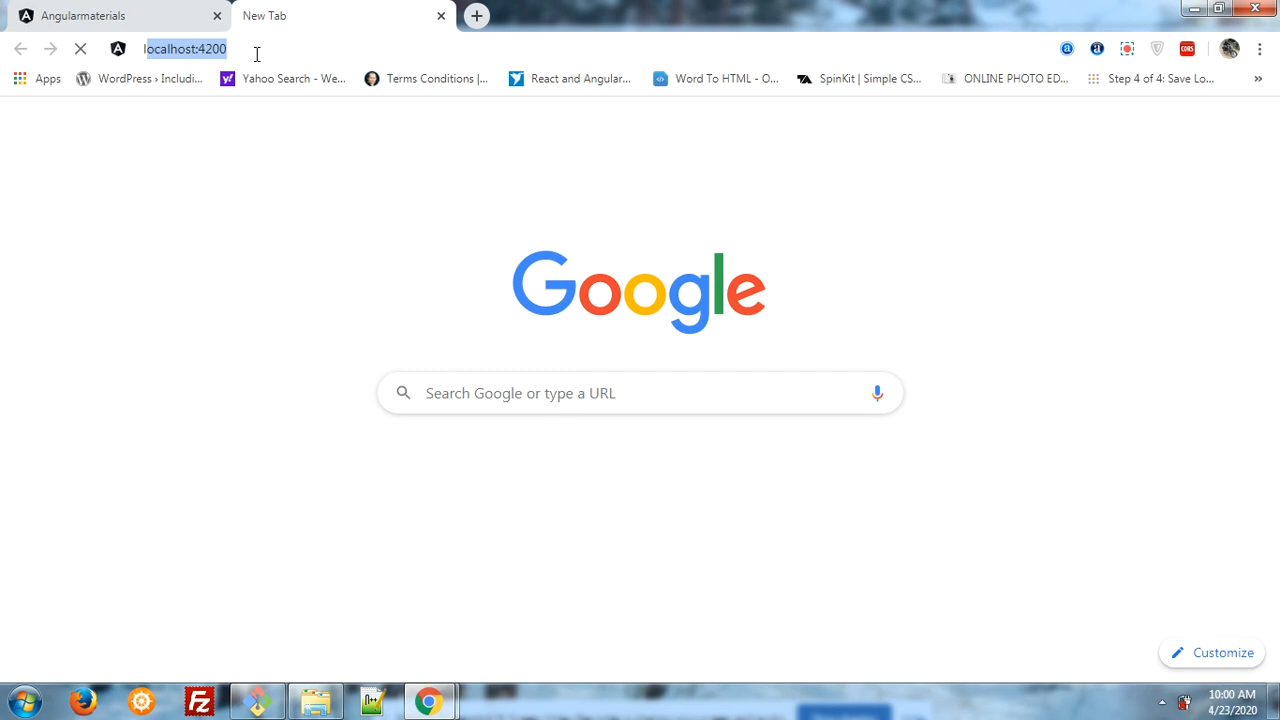 Angularmaterials
New Tab
localhost:4200
Apps
WordPress › Includi...
Yahoo Search - We...
Terms Conditions |...
React and Angular...
Word To HTML - O...
SpinKit | Simple CS...
ONLINE PHOTO ED...
Step 4 of 4: Save Lo...
CORS
Google
Search Google or type a URL
Customize
Fz
10:00 AM
4/23/2020